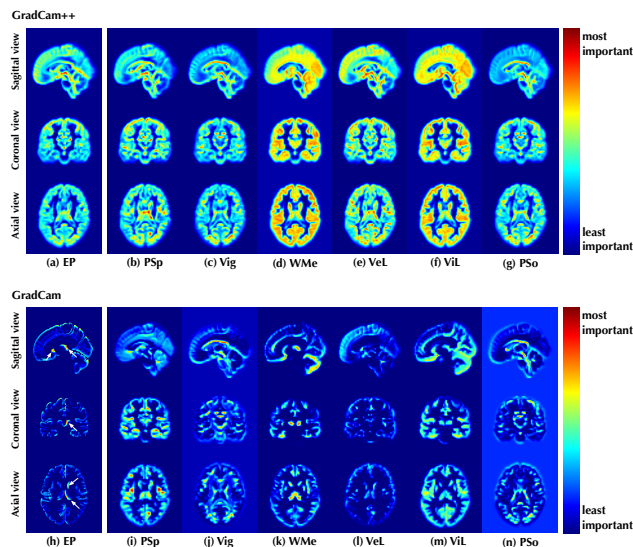 GradCam++
Sagittal view
Coronal view
Axial view
most
important
least
important
(a) EP
(b) PSp
(c) Vig
(d) WMe
(e) VeL
(f) ViL
(g) PSo
GradCam
Sagittal view
Coronal view
Axial view
most
important
least
important
(h) EP
(i) PSp
(j) Vig
(k) WMe
(l) VeL
(m) ViL
(n) PSo